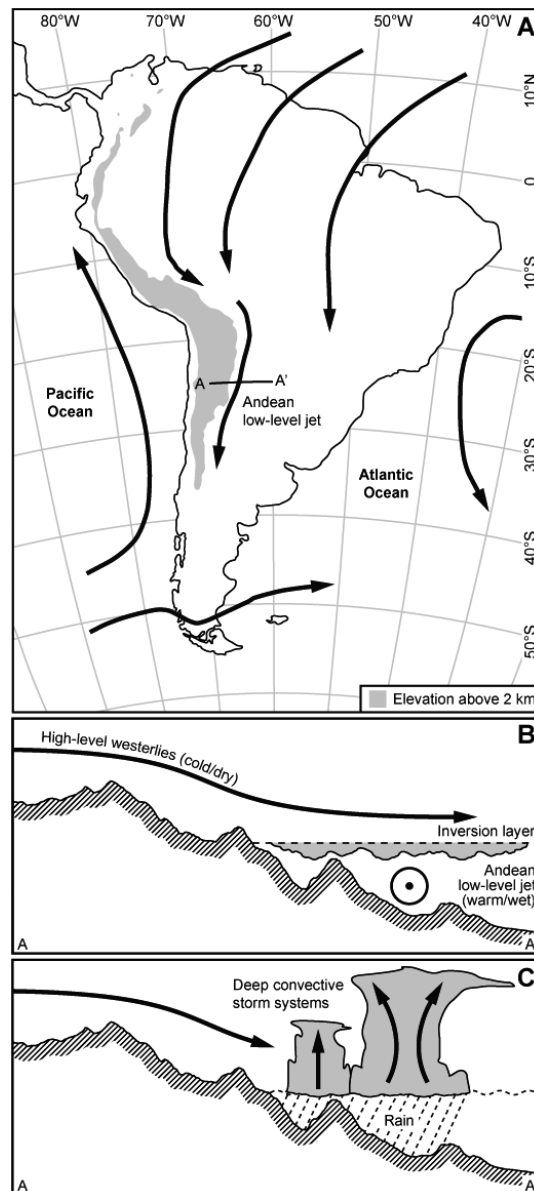 80°W 70°W 60°W 50°W 40°W
A
10°N
0
10°S
20°S
30°S
40°S
50°S
Pacific
Ocean
A A'
Andean
low-level jet
Atlantic
Ocean
Elevation above 2 km
B
High-level westerlies (cold/dry)
Inversion layer
Andean
low-level jet
(warm/wet)
A A'
C
Deep convective
storm systems
Rain
A A'